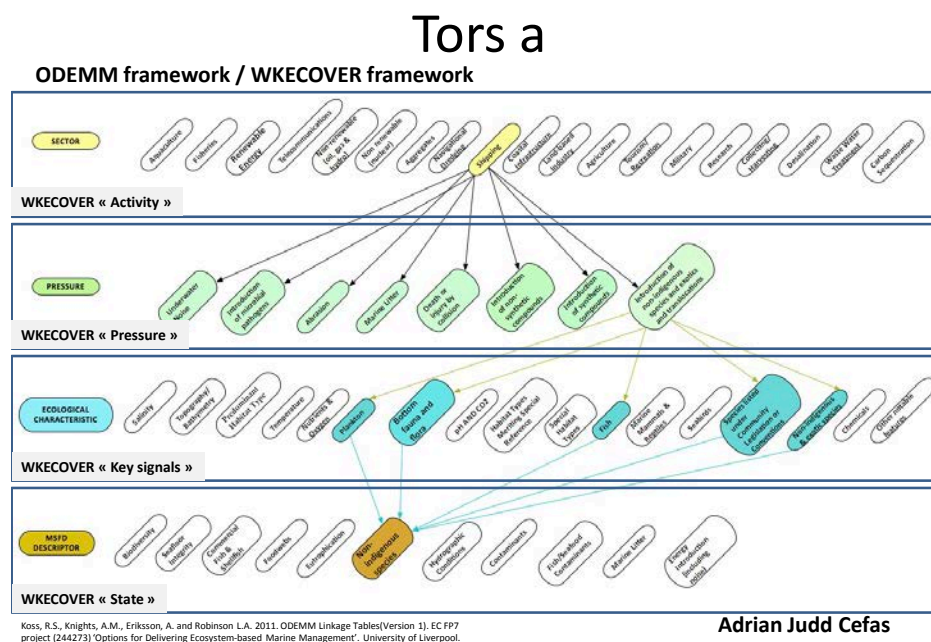 Tors a
ODEMM framework / WKECOVER framework
SECTOR
Aquaculture
Fisheries
Renewable
Energy
Telecommunications
Non-renewable
(oil, gas &
hydro)
Non renewable
(nuclear)
Aggregates
Navigational
Dredging
Shipping
Coastal
Infrastructure
Land-based
Industry
Agriculture
Tourism/
Recreation
Military
Research
Collecting/
Harvesting
Desalination
Waste Water
Treatment
Carbon
Sequestration
WKECOVER « Activity »
PRESSURE
Underwater
Noise
Introduction
of microbial
pathogens
Abrasion
Marine Litter
Death or
injury by
collision
Introduction
of non-
synthetic
compounds
Introduction
of synthetic
compounds
Introduction of
non-indigenous
species and exotics
and translocations
WKECOVER « Pressure »
ECOLOGICAL
CHARACTERISTIC
Salinity
Topography/
Bathymetry
Predominant
Habitat Type
Temperature
Nutrients &
Oxygen
Plankton
Bottom
fauna and
flora
pH AND CO2
Habitat Types
Meriting Special
Reference
Special
Habitat
Types
Fish
Marine
Mammals &
Reptiles
Seabirds
Species listed
under
Community
Legislation or
Conventions
Non-indigenous
& exotic species
Chemicals
Other notable
features
WKECOVER « Key signals »
MSFD
DESCRIPTOR
Biodiversity
Seafloor
Integrity
Commercial
Fish &
Shellfish
Foodwebs
Eutrophication
Non-
indigenous
species
Hydrographic
Conditions
Contaminants
Fish/Seafood
Contaminants
Marine Litter
Energy
Introduction
(including
noise)
WKECOVER « State »
Koss, R.S., Knights, A.M., Eriksson, A. and Robinson L.A. 2011. ODEMM Linkage Tables(Version 1). EC FP7
project (244273) 'Options for Delivering Ecosystem-based Marine Management'. University of Liverpool.
Adrian Judd Cefas